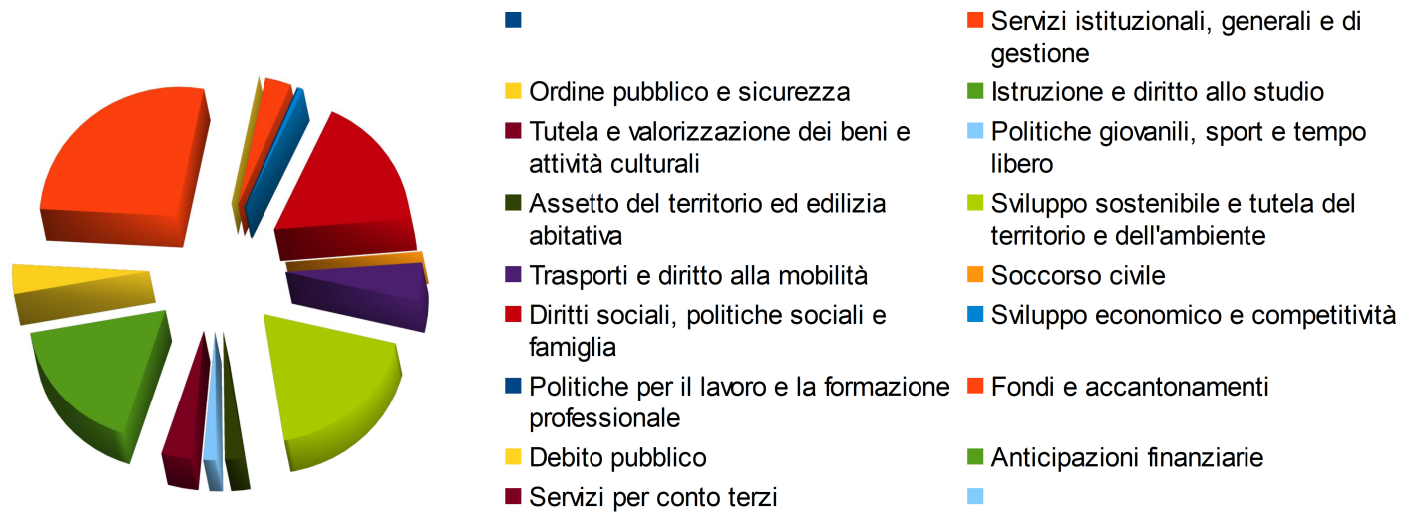 Servizi istituzionali, generali e di
gestione
Ordine pubblico e sicurezza
Istruzione e diritto allo studio
Tutela e valorizzazione dei beni e
attività culturali
Politiche giovanili, sport e tempo
libero
Assetto del territorio ed edilizia
abitativa
Sviluppo sostenibile e tutela del
territorio e dell'ambiente
Trasporti e diritto alla mobilità
Soccorso civile
Diritti sociali, politiche sociali e
famiglia
Sviluppo economico e competitività
Politiche per il lavoro e la formazione
professionale
Fondi e accantonamenti
Debito pubblico
Anticipazioni finanziarie
Servizi per conto terzi